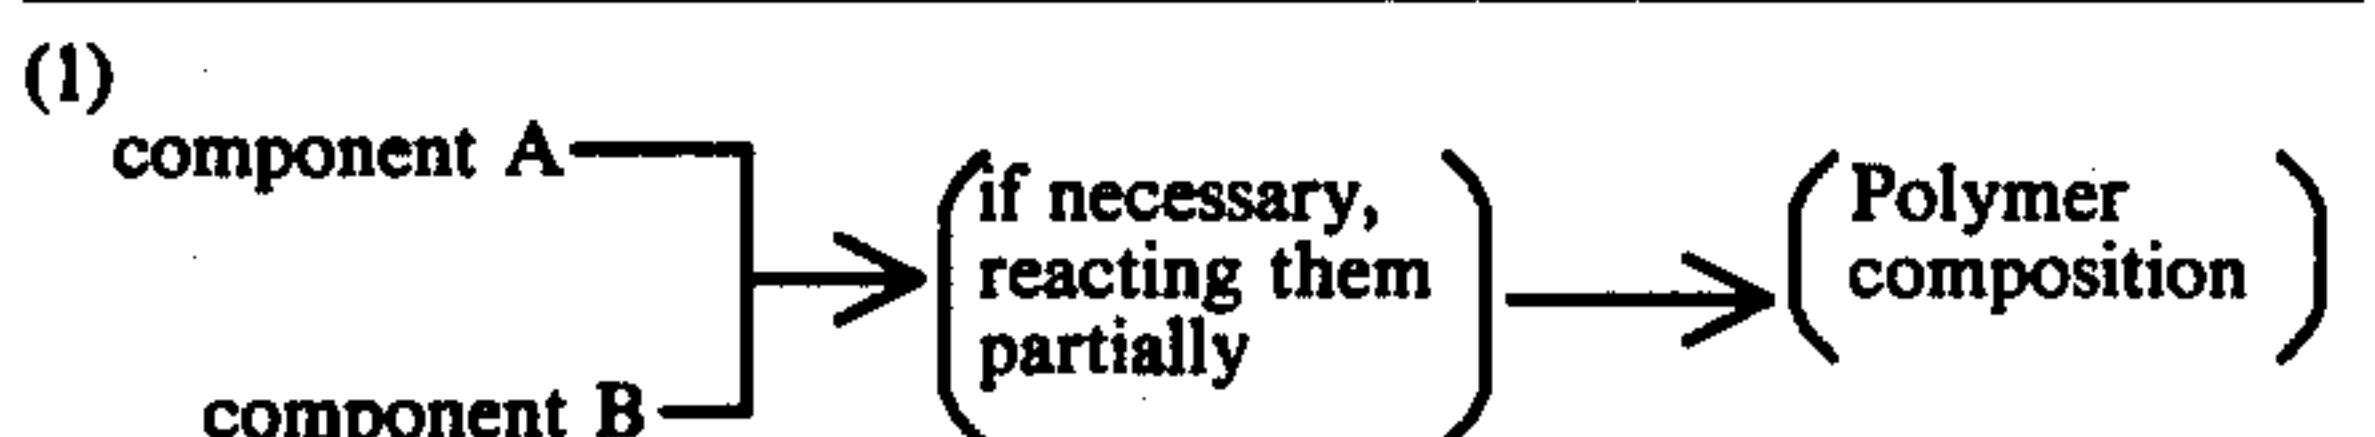 (1)
component A
if necessary,
reacting them
partially
Polymer
composition
component B